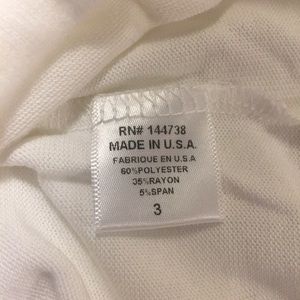 RN# 144738
MADE IN U.S.A.
FABRIQUE EN U.S.A
60%POLYESTER
35%RAYON
5%SPAN
3